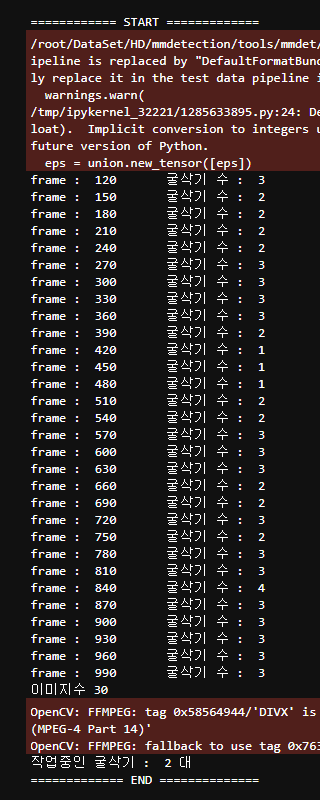 ============ START =============
/root/DataSet/HD/mmdetection/tools/mmdet/
ipeline is replaced by "DefaultFormatBun
ly replace it in the test data pipeline i
warnings.warn(
/tmp/ipykernel_32221/1285633895.py:24: De
loat). Implicit conversion to integers u
future version of Python.
eps = union.new_tensor([eps])
frame : 120 굴삭기 수 : 3
frame : 150 굴삭기 수 : 2
frame : 180 굴삭기 수 : 2
frame : 210 굴삭기 수 : 2
frame : 240 굴삭기 수 : 2
frame : 270 굴삭기 수 : 3
frame : 300 굴삭기 수 : 3
frame : 330 굴삭기 수 : 3
frame : 360 굴삭기 수 : 3
frame : 390 굴삭기 수 : 2
frame : 420 굴삭기 수 : 1
frame : 450 굴삭기 수 : 1
frame : 480 굴삭기 수 : 1
frame : 510 굴삭기 수 : 2
frame : 540 굴삭기 수 : 2
frame : 570 굴삭기 수 : 3
frame : 600 굴삭기 수 : 3
frame : 630 굴삭기 수 : 3
frame : 660 굴삭기 수 : 2
frame : 690 굴삭기 수 : 2
frame : 720 굴삭기 수 : 3
frame : 750 굴삭기 수 : 2
frame : 780 굴삭기 수 : 3
frame : 810 굴삭기 수 : 3
frame : 840 굴삭기 수 : 4
frame : 870 굴삭기 수 : 3
frame : 900 굴삭기 수 : 3
frame : 930 굴삭기 수 : 3
frame : 960 굴삭기 수 : 3
frame : 990 굴삭기 수 : 3
이미지수 30
OpenCV: FFMPEG: tag 0x58564944/'DIVX' is
(MPEG-4 Part 14)'
OpenCV: FFMPEG: fallback to use tag 0x763
작업중인 굴삭기 : 2 대
============= END ==============